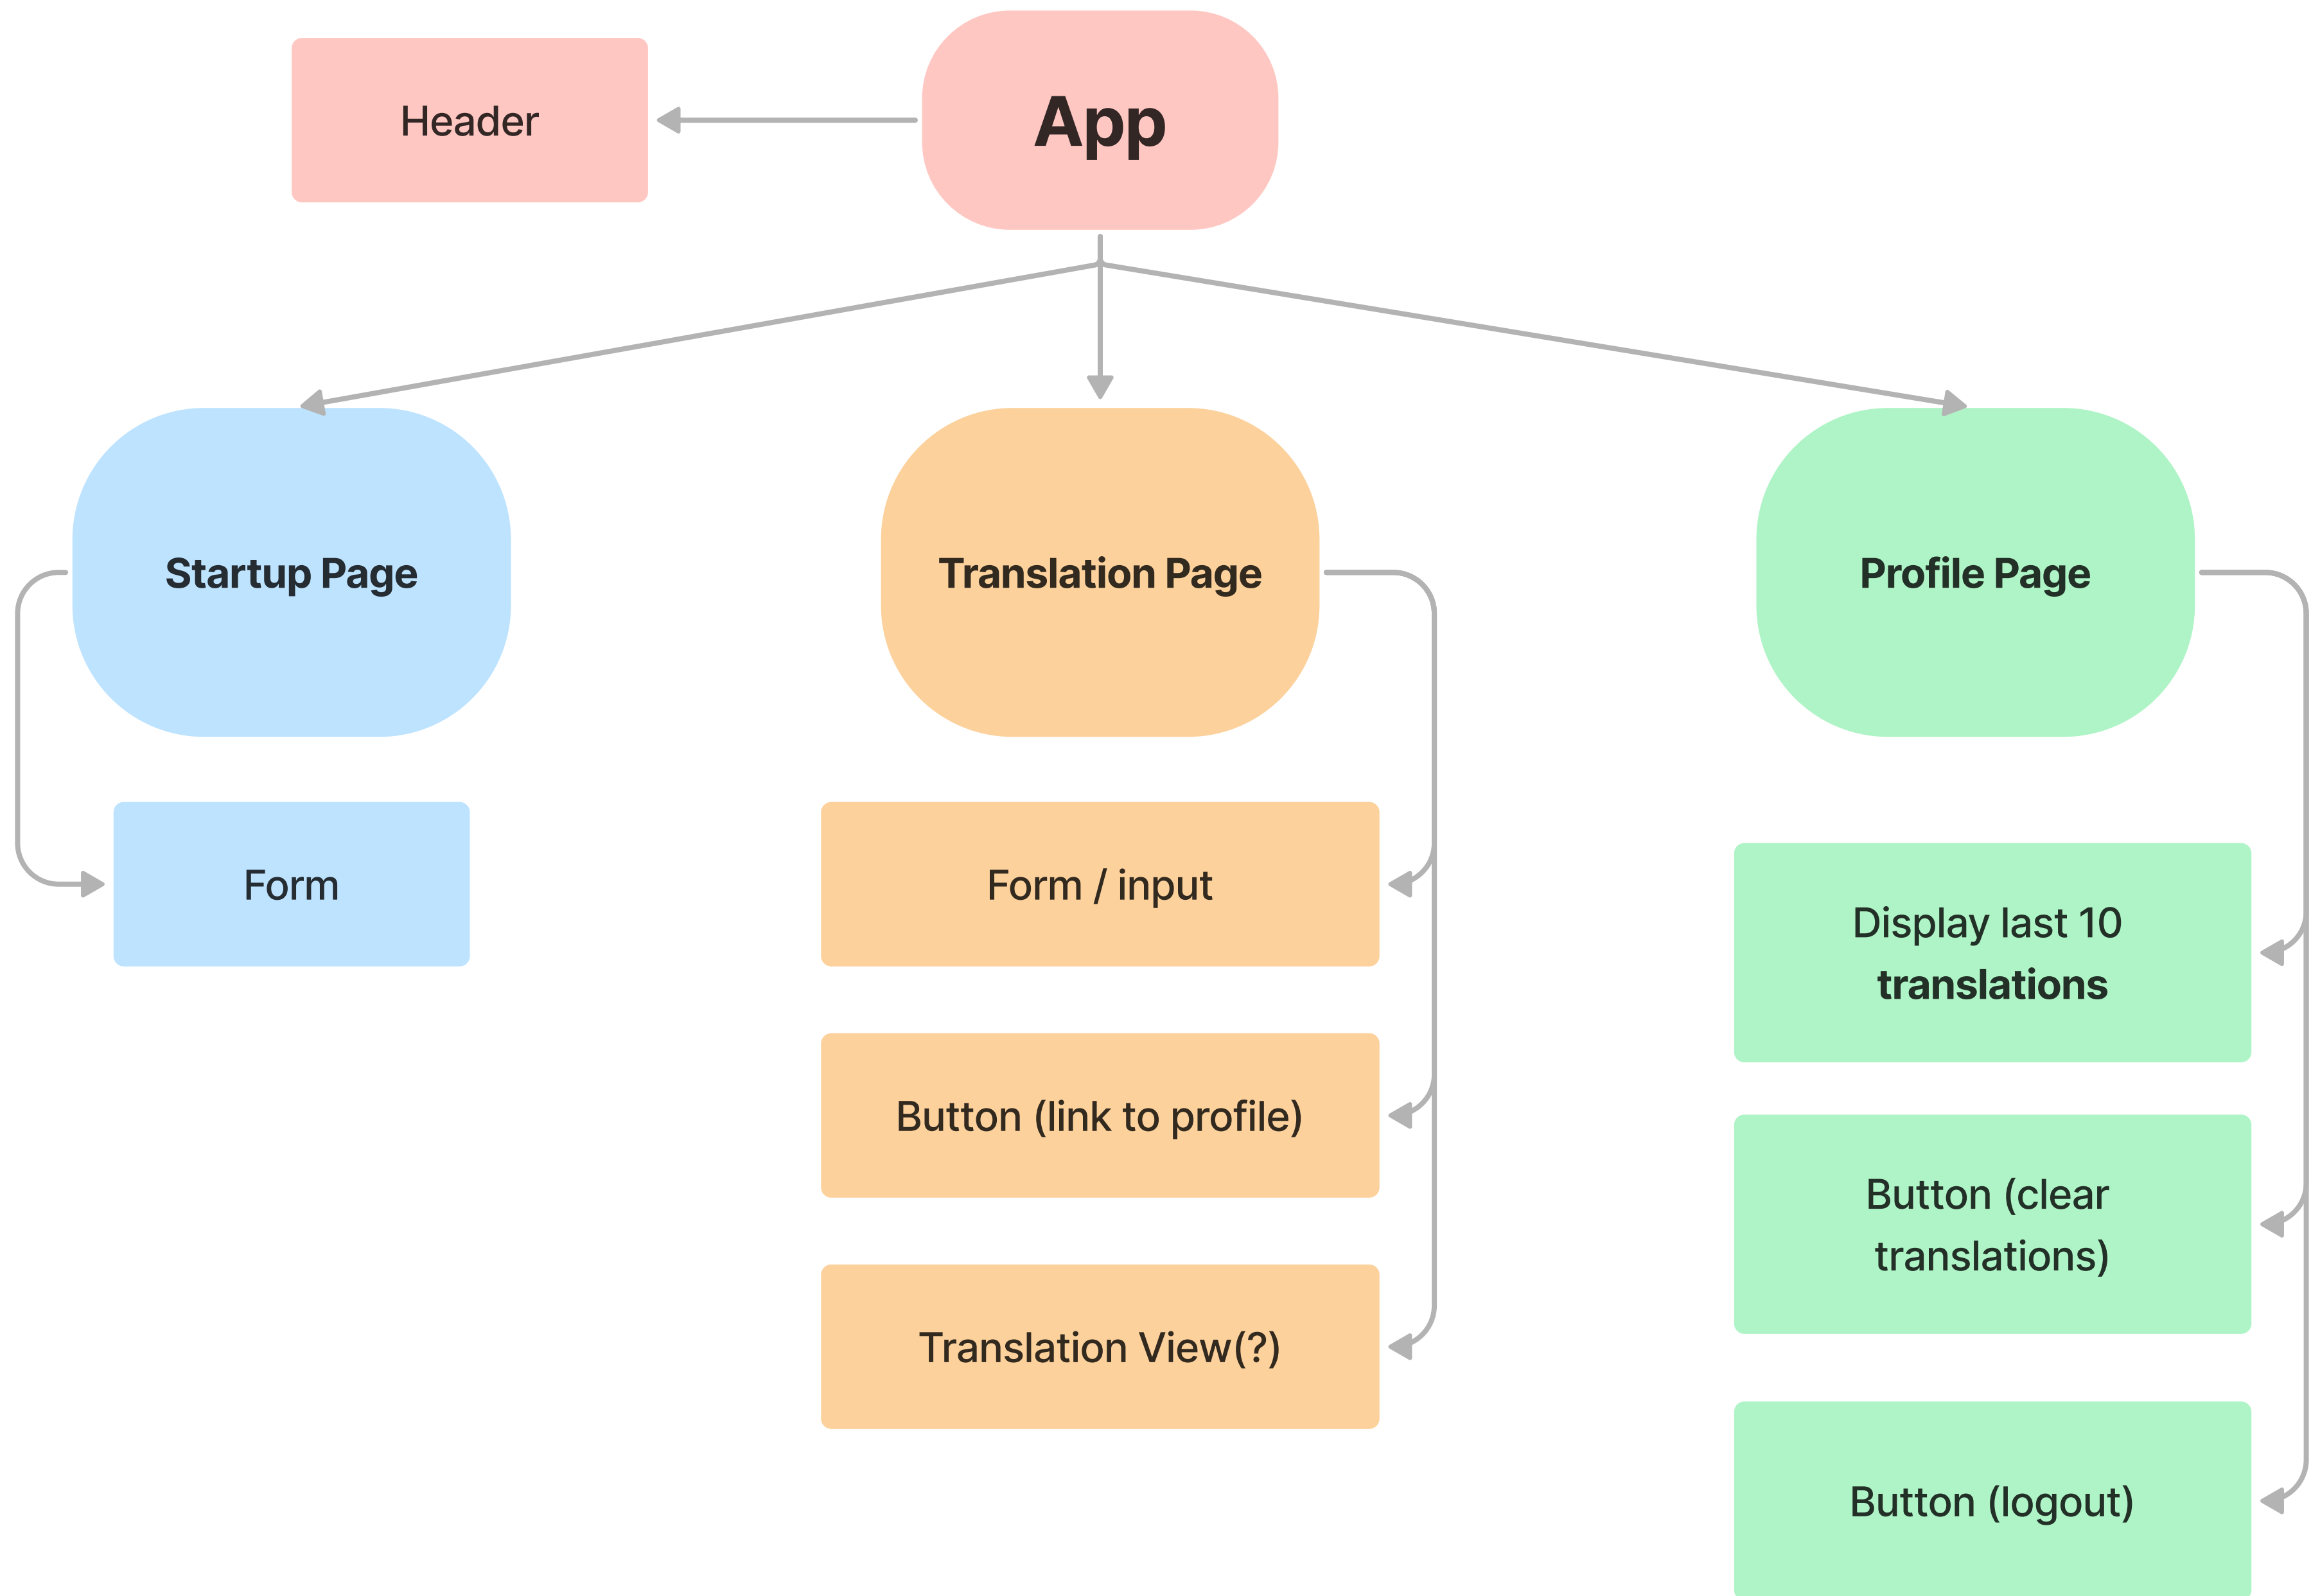 Header
App
Startup Page
Translation Page
Profile Page
Form
Form / input
Button (link to profile)
Translation View(?)
Display last 10
translations
Button (clear
translations)
Button (logout)